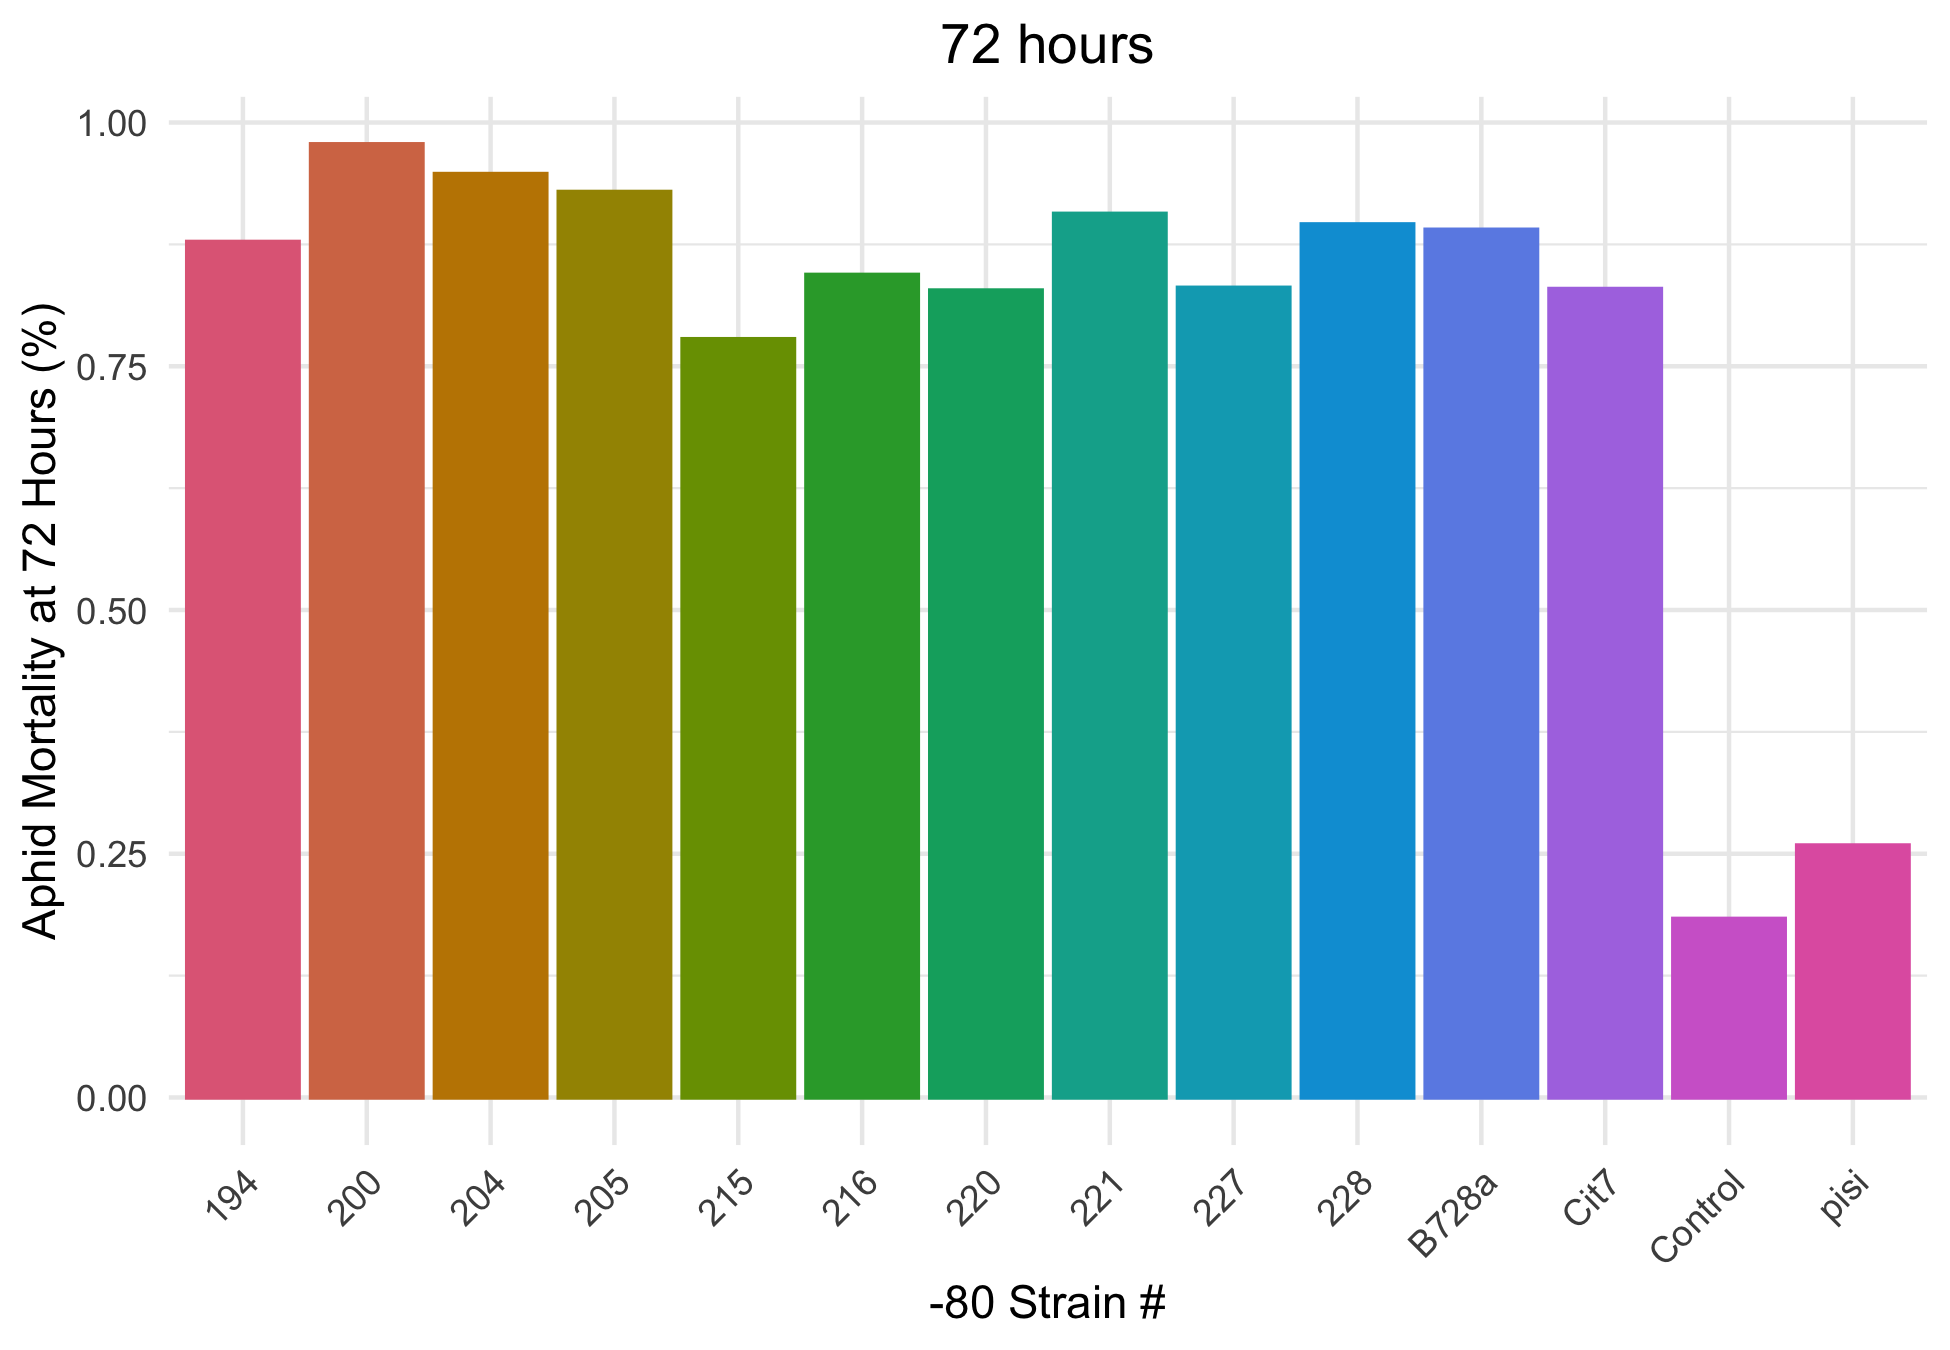 72 hours
Aphid Mortality at 72 Hours (%)
1.00
0.75
0.50
0.25
0.00
194 200 204 205 215 216 220 221 227 228 B728a Cit7 Control pisi
-80 Strain #